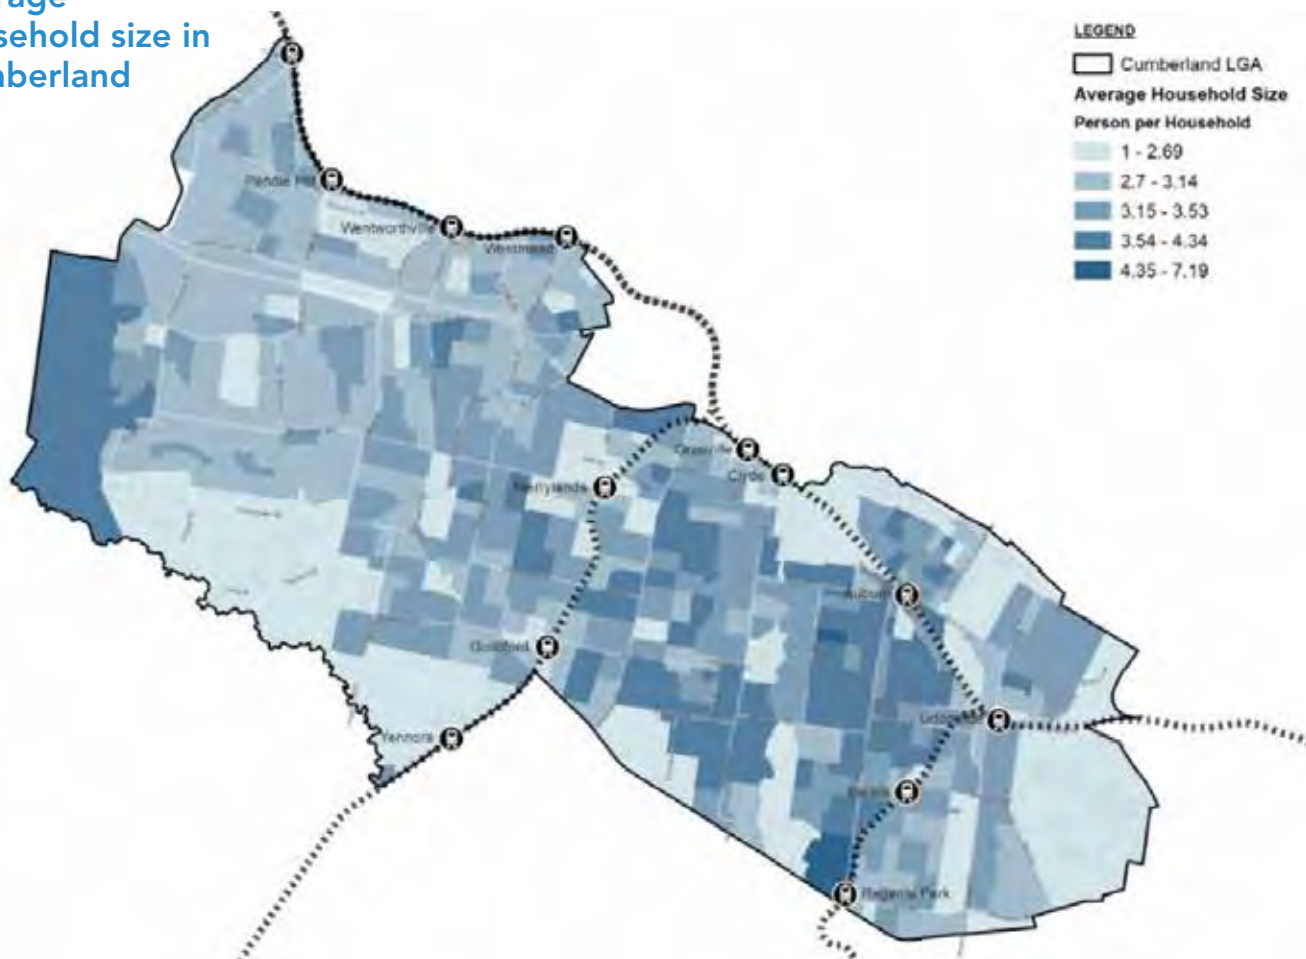 rage
sehold size in
nberland
LEGEND
Cumberland LGA
Average Household Size
Person per Household
1 - 2.69
2.7 - 3.14
3.15 - 3.53
3.54 - 4.34
4.35 - 7.19
Pendle Hill
Wentworthville
Westmead
Granville
Clyde
Merrylands
Auburn
Guildford
Lidcombe
Yennora
Berala
Regents Park